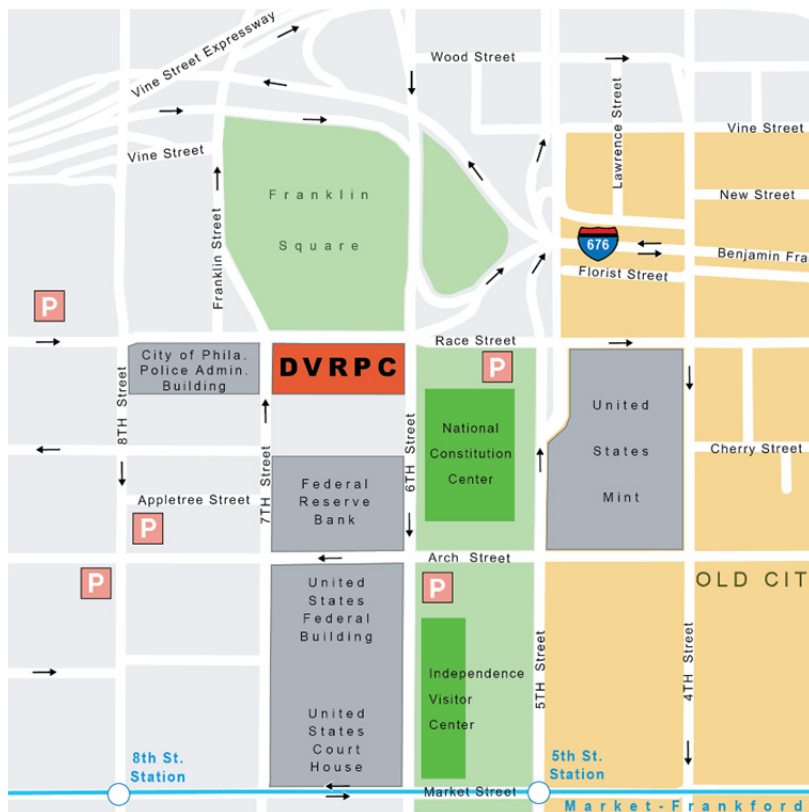 Vine Street Expressway
Wood Street
Lawrence Street
Vine Street
Vine Street
New Street
Franklin
Square
Franklin Street
676
Benjamin Fra
Florist Street
P
Race Street
City of Phila.
Police Admin.
Building
DVRPC
P
8TH Street
7TH Street
6TH Street
National
Constitution
Center
United
States
Mint
Cherry Street
Federal
Reserve
Bank
Appletree Street
P
Arch Street
P
P
OLD CIT
United
States
Federal
Building
Independence
Visitor
Center
5TH Street
4TH Street
United
States
Court
House
8th St.
Station
5th St.
Station
Market Street
Market-Frankford